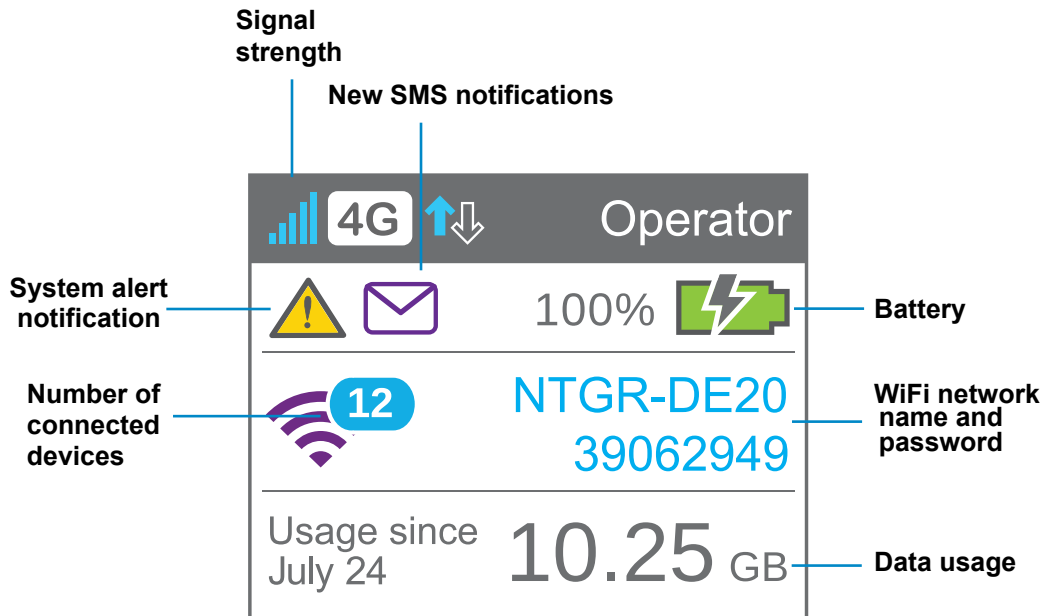 Signal
strength
New SMS notifications
4G
Operator
System alert
notification
100%
Battery
Number of
connected
devices
12
NTGR-DE20
39062949
WiFi network
name and
password
Usage since
July 24
10.25 GB
Data usage